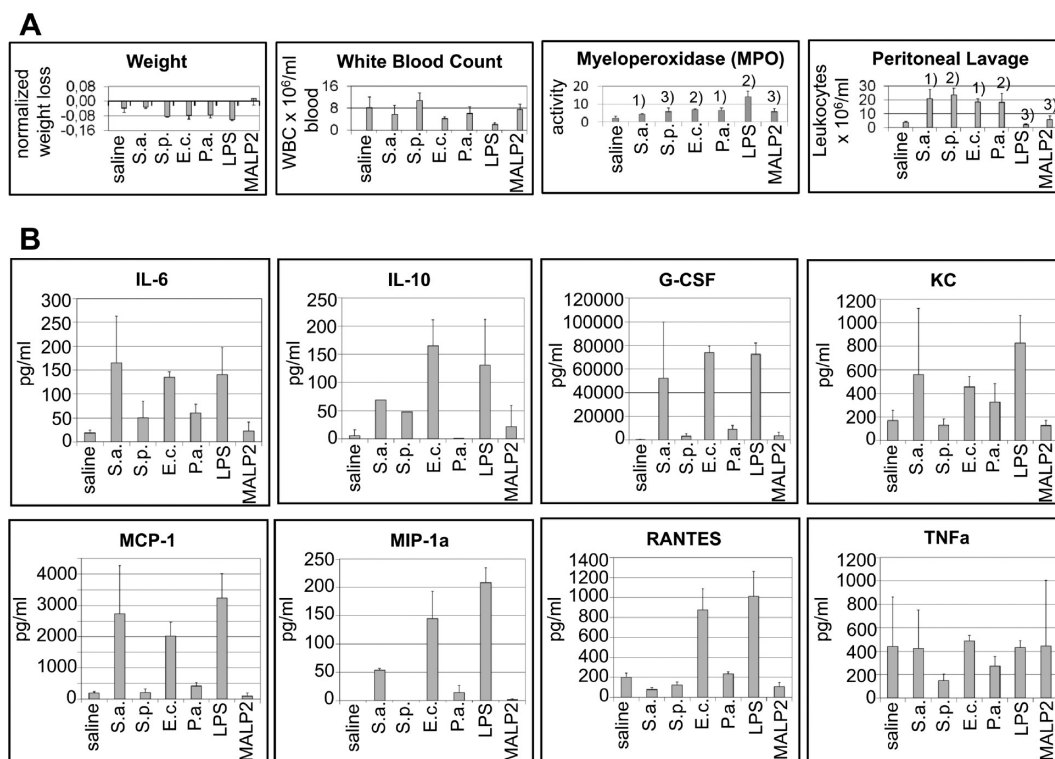 A
Weight
normalized
weight loss
0,08
0,00
-0,08
-0,16
saline
S.a.
S.p.
E.c.
P.a.
LPS
MALP2
White Blood Count
WBC x 10⁶/ml
blood
16
8
0
saline
S.a.
S.p.
E.c.
P.a.
LPS
MALP2
Myeloperoxidase (MPO)
activity
20
10
0
1)
3)
2)
1)
2)
3)
saline
S.a.
S.p.
E.c.
P.a.
LPS
MALP2
Peritoneal Lavage
Leukocytes
x 10⁶/ml
30
20
10
0
1)
2)
1)
2)
3)
3)
saline
S.a.
S.p.
E.c.
P.a.
LPS
MALP2
B
IL-6
pg/ml
300
250
200
150
100
50
0
saline
S.a.
S.p.
E.c.
P.a.
LPS
MALP2
IL-10
pg/ml
250
200
150
100
50
0
saline
S.a.
S.p.
E.c.
P.a.
LPS
MALP2
G-CSF
pg/ml
120000
100000
80000
60000
40000
20000
0
saline
S.a.
S.p.
E.c.
P.a.
LPS
MALP2
KC
pg/ml
1200
1000
800
600
400
200
0
saline
S.a.
S.p.
E.c.
P.a.
LPS
MALP2
MCP-1
pg/ml
4000
3000
2000
1000
0
saline
S.a.
S.p.
E.c.
P.a.
LPS
MALP2
MIP-1a
pg/ml
250
200
150
100
50
0
saline
S.a.
S.p.
E.c.
P.a.
LPS
MALP2
RANTES
pg/ml
1400
1200
1000
800
600
400
200
0
saline
S.a.
S.p.
E.c.
P.a.
LPS
MALP2
TNFa
pg/ml
1200
1000
800
600
400
200
0
saline
S.a.
S.p.
E.c.
P.a.
LPS
MALP2